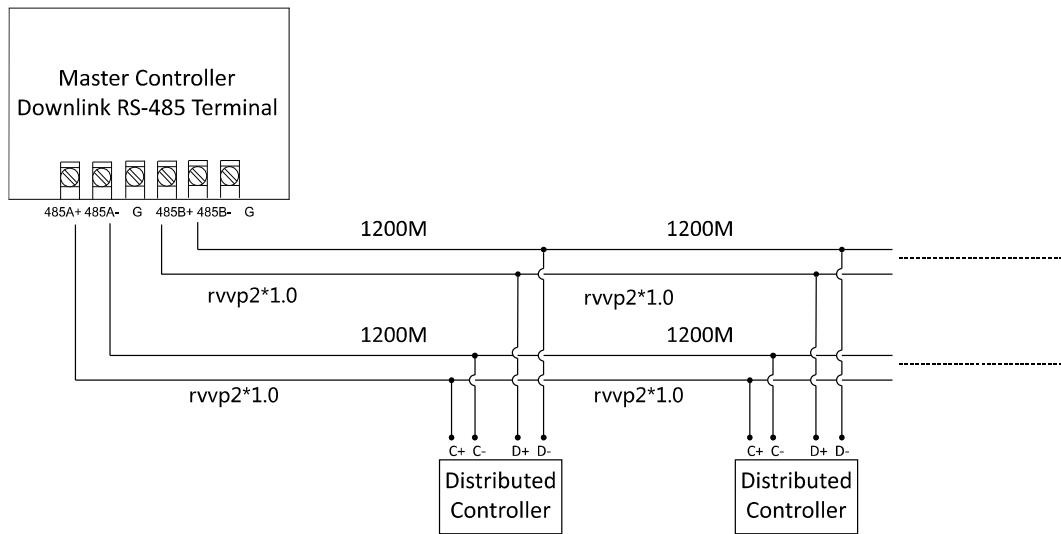 Master Controller
Downlink RS-485 Terminal
485A+ 485A- G 485B+ 485B- G
1200M 1200M
rvvp2*1.0 rvvp2*1.0
1200M 1200M
rvvp2*1.0 rvvp2*1.0
C+ C- D+ D- C+ C- D+ D-
Distributed
Controller
Distributed
Controller